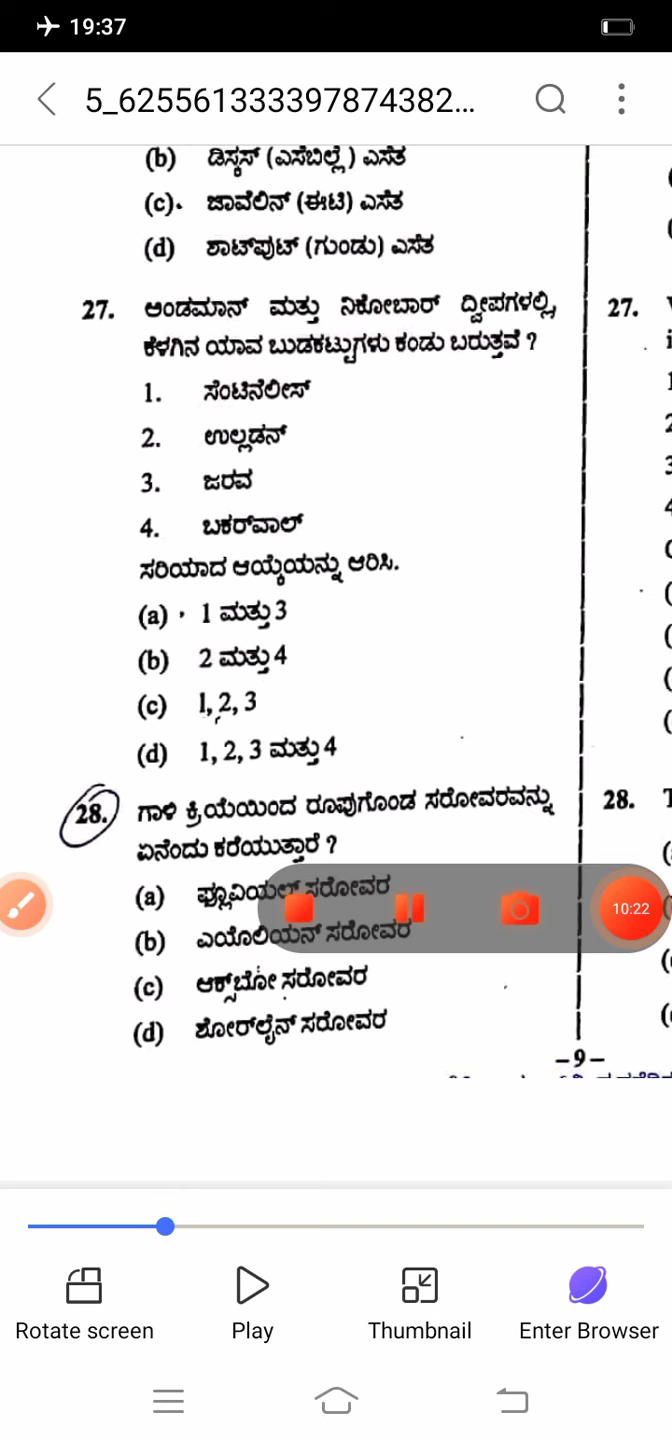 19:37
5_625561333397874382...
(b) ಡಿಸ್ಕಸ್ (ಎಸೆಬಿಲ್ಲೆ) ಎಸೆತ
(c). ಜಾವೆಲಿನ್ (ಈಟಿ) ಎಸೆತ
(d) ಶಾಟ್‌ಪುಟ್ (ಗುಂಡು) ಎಸೆತ
27. ಅಂಡಮಾನ್ ಮತ್ತು ನಿಕೋಬಾರ್ ದ್ವೀಪಗಳಲ್ಲಿ,
ಕೆಳಗಿನ ಯಾವ ಬುಡಕಟ್ಟುಗಳು ಕಂಡು ಬರುತ್ತವೆ ?
1. ಸೆಂಟಿನೆಲೀಸ್
2. ಉಲ್ಲಡನ್
3. ಜರವ
4. ಬಕರ್‌ವಾಲ್
ಸರಿಯಾದ ಆಯ್ಕೆಯನ್ನು ಆರಿಸಿ.
(a) 1 ಮತ್ತು 3
(b) 2 ಮತ್ತು 4
(c) 1, 2, 3
(d) 1, 2, 3 ಮತ್ತು 4
28. ಗಾಳಿ ಕ್ರಿಯೆಯಿಂದ ರೂಪುಗೊಂಡ ಸರೋವರವನ್ನು
ಏನೆಂದು ಕರೆಯುತ್ತಾರೆ ?
(a) ಫ್ಲೂವಿಯಲ್ ಸರೋವರ
(b) ಎಯೊಲಿಯನ್ ಸರೋವರ
(c) ಆಕ್ಸ್‌ಬೋ ಸರೋವರ
(d) ಶೋರ್‌ಲೈನ್ ಸರೋವರ
27.
28.
10:22
–9–
Rotate screen
Play
Thumbnail
Enter Browser